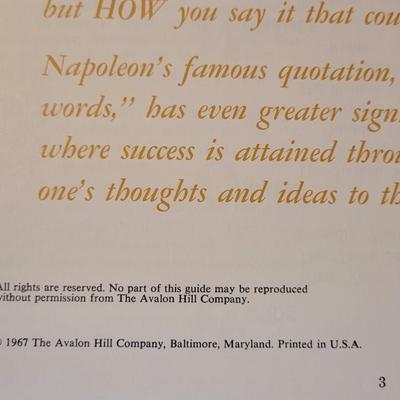 but HOW you say it that cou
Napoleon's famous quotation,
words," has even greater sign
where success is attained thro
one's thoughts and ideas to th
All rights are reserved. No part of this guide may be reproduced
without permission from The Avalon Hill Company.
© 1967 The Avalon Hill Company, Baltimore, Maryland. Printed in U.S.A.
3